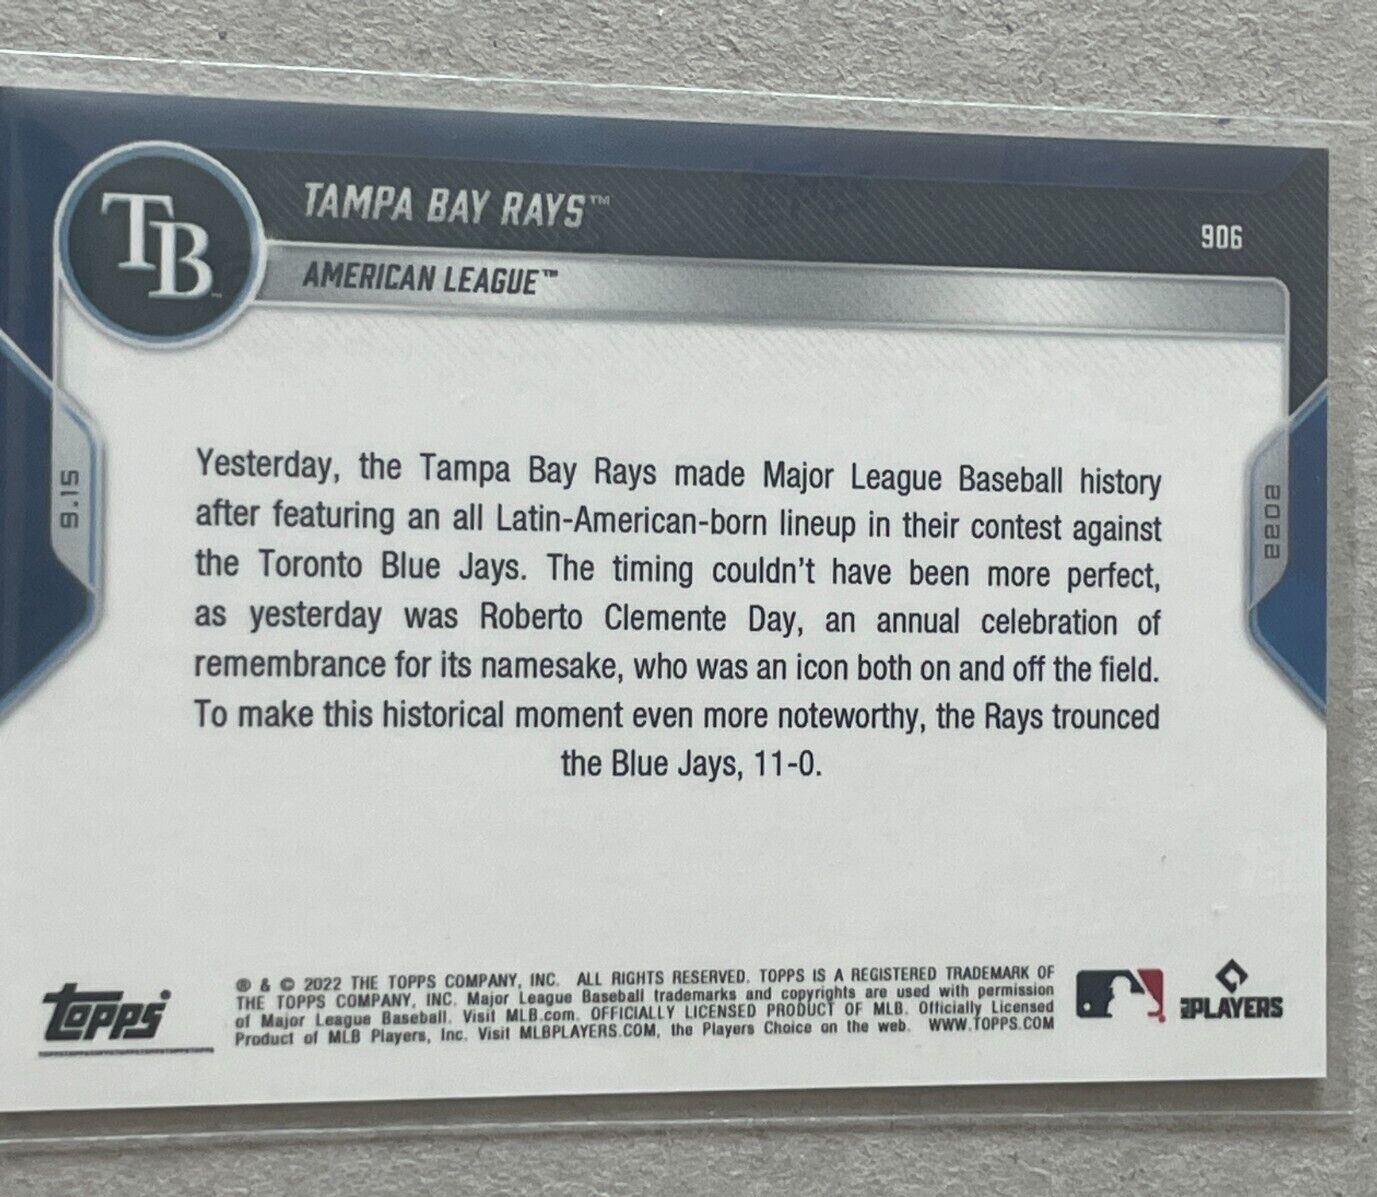 TB
TAMPA BAY RAYS™
906
AMERICAN LEAGUE™
9.15
2022
Yesterday, the Tampa Bay Rays made Major League Baseball history
after featuring an all Latin-American-born lineup in their contest against
the Toronto Blue Jays. The timing couldn't have been more perfect,
as yesterday was Roberto Clemente Day, an annual celebration of
remembrance for its namesake, who was an icon both on and off the field.
To make this historical moment even more noteworthy, the Rays trounced
the Blue Jays, 11-0.
topps
® & © 2022 THE TOPPS COMPANY, INC. ALL RIGHTS RESERVED. TOPPS IS A REGISTERED TRADEMARK OF
THE TOPPS COMPANY, INC. Major League Baseball trademarks and copyrights are used with permission
of Major League Baseball. Visit MLB.com. OFFICIALLY LICENSED PRODUCT OF MLB. Officially Licensed
Product of MLB Players, Inc. Visit MLBPLAYERS.COM, the Players Choice on the web. WWW.TOPPS.COM
PLAYERS